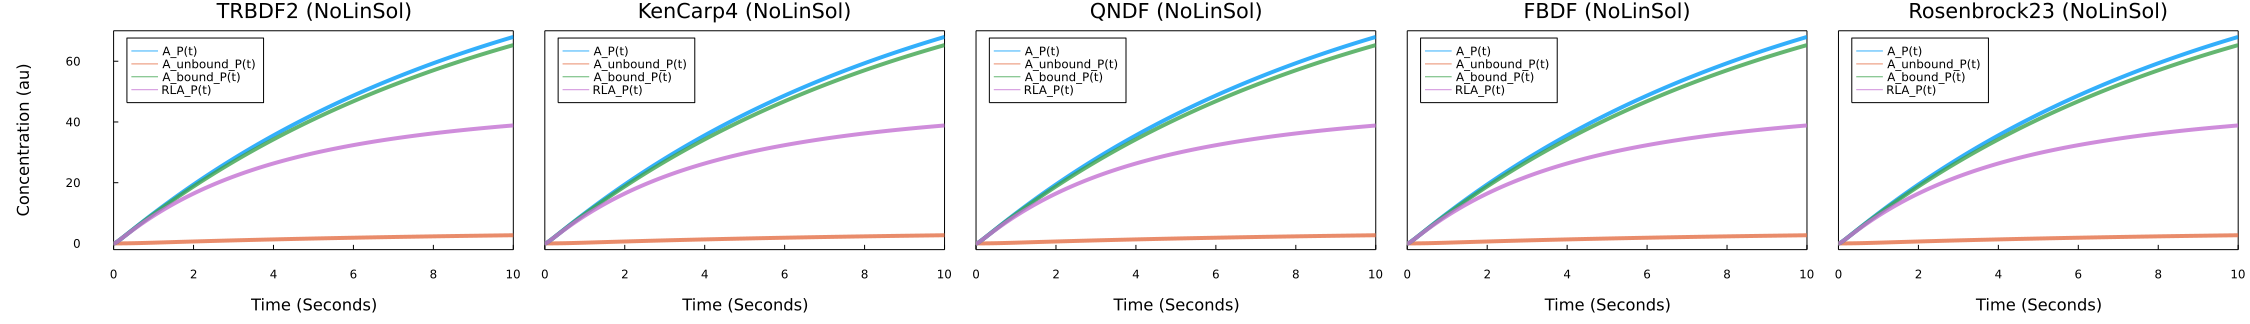 TRBDF2 (NoLinSol)
KenCarp4 (NoLinSol)
QNDF (NoLinSol)
FBDF (NoLinSol)
Rosenbrock23 (NoLinSol)
Concentration (au)
60
40
20
0
A_P(t)
A_unbound_P(t)
A_bound_P(t)
RLA_P(t)
0 2 4 6 8 10
Time (Seconds)
A_P(t)
A_unbound_P(t)
A_bound_P(t)
RLA_P(t)
0 2 4 6 8 10
Time (Seconds)
A_P(t)
A_unbound_P(t)
A_bound_P(t)
RLA_P(t)
0 2 4 6 8 10
Time (Seconds)
A_P(t)
A_unbound_P(t)
A_bound_P(t)
RLA_P(t)
0 2 4 6 8 10
Time (Seconds)
A_P(t)
A_unbound_P(t)
A_bound_P(t)
RLA_P(t)
0 2 4 6 8 10
Time (Seconds)